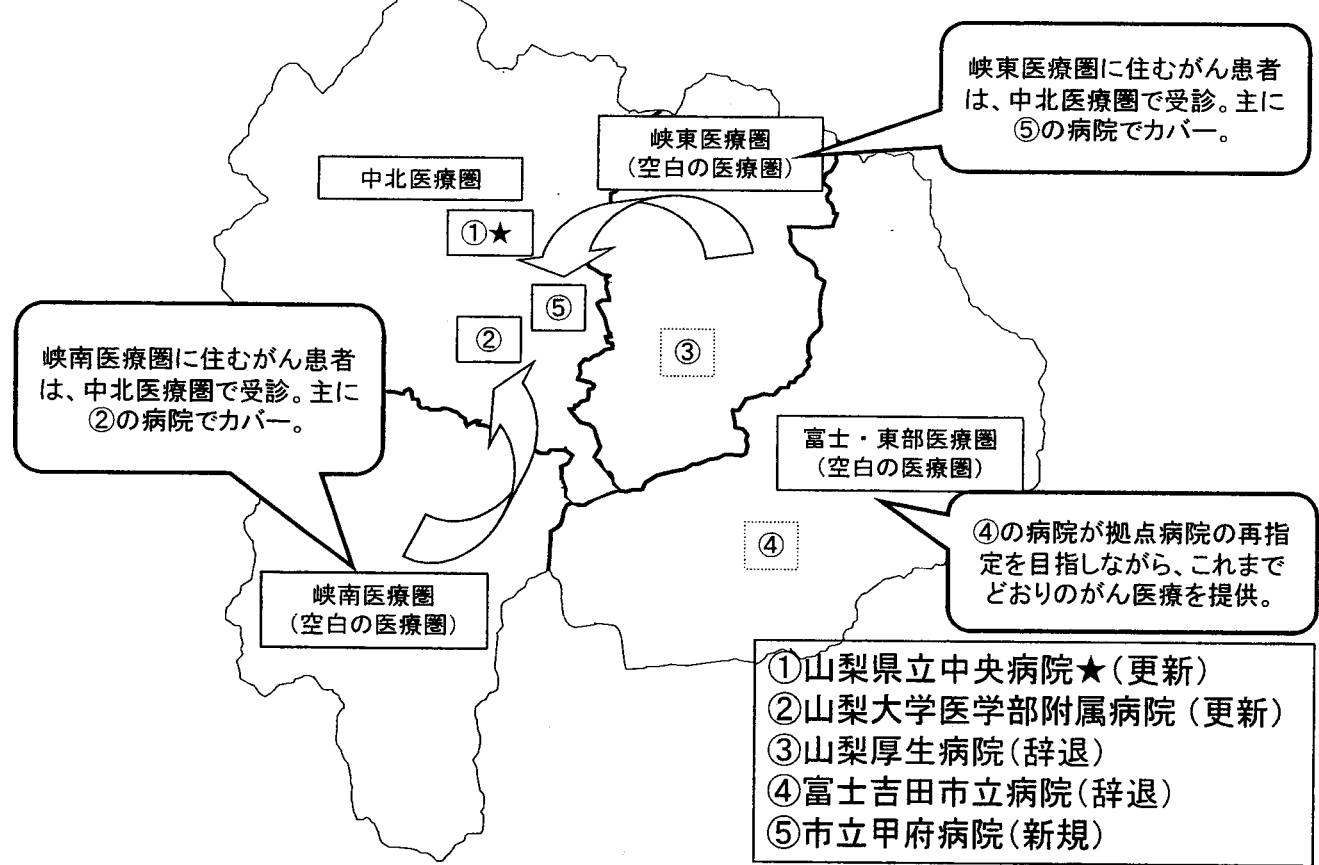 峡東医療圏に住むがん患者
は、中北医療圏で受診。主に
⑤の病院でカバー。
峡東医療圏
(空白の医療圏)
中北医療圏
①★
⑤
②
③
峡南医療圏に住むがん患者
は、中北医療圏で受診。主に
②の病院でカバー。
富士・東部医療圏
(空白の医療圏)
④
④の病院が拠点病院の再指
定を目指しながら、これまで
どおりのがん医療を提供。
峡南医療圏
(空白の医療圏)
①山梨県立中央病院★(更新)
②山梨大学医学部附属病院(更新)
③山梨厚生病院(辞退)
④富士吉田市立病院(辞退)
⑤市立甲府病院(新規)